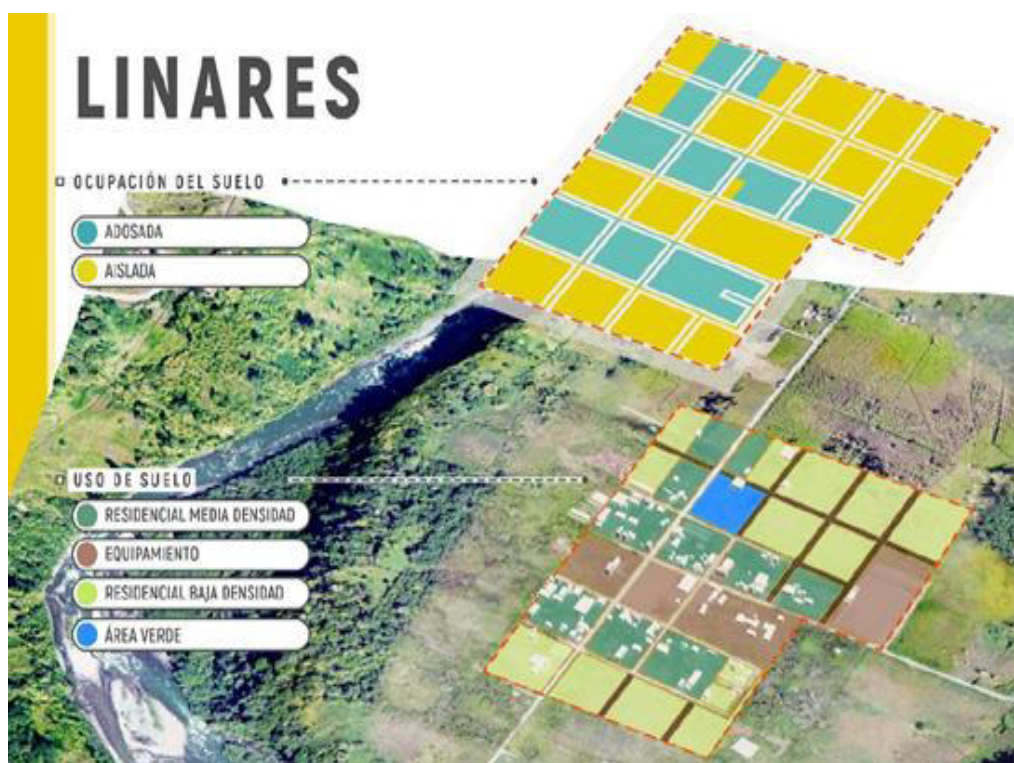 LINARES
OCUPACIÓN DEL SUELO
ADOSADA
AISLADA
USO DE SUELO
RESIDENCIAL MEDIA DENSIDAD
EQUIPAMIENTO
RESIDENCIAL BAJA DENSIDAD
ÁREA VERDE